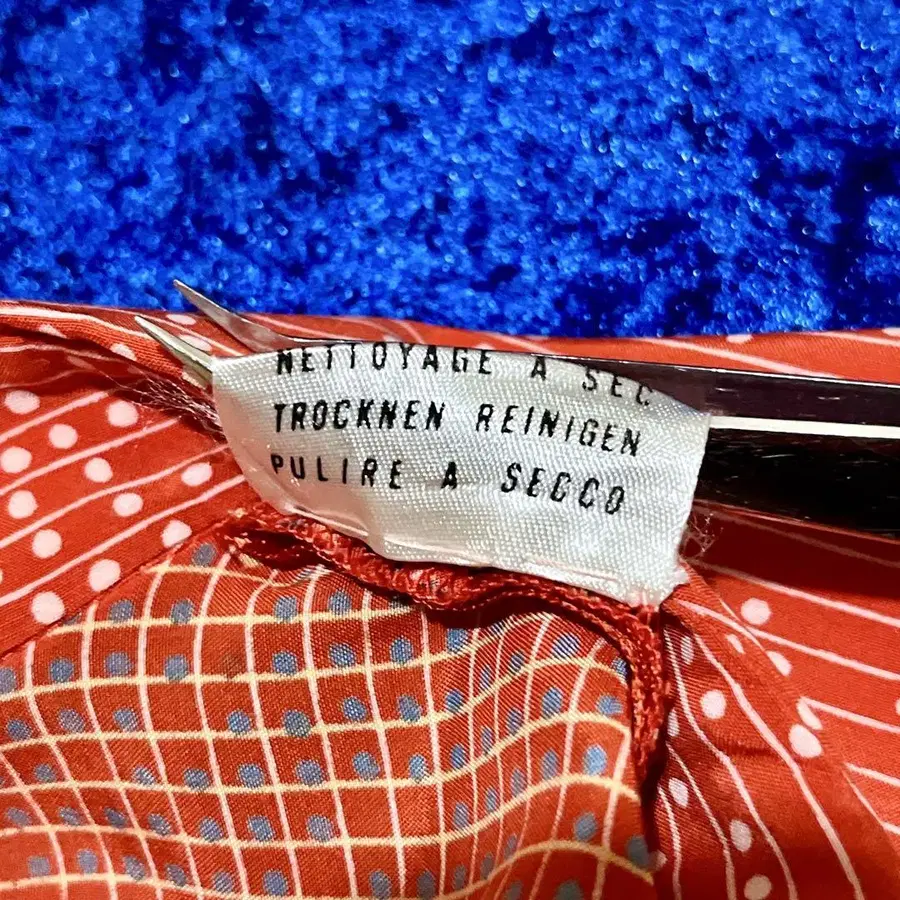 NETTOYAGE A SEC
TROCKNEN REINIGEN
PULIRE A SECCO